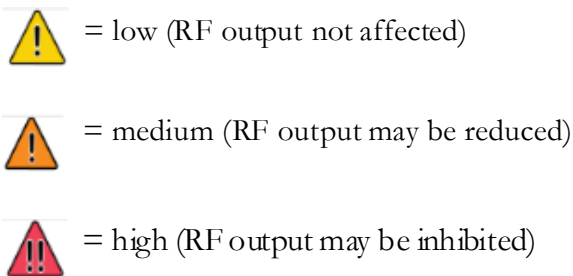 ! = low (RF output not affected)
! = medium (RF output may be reduced)
!! = high (RF output may be inhibited)